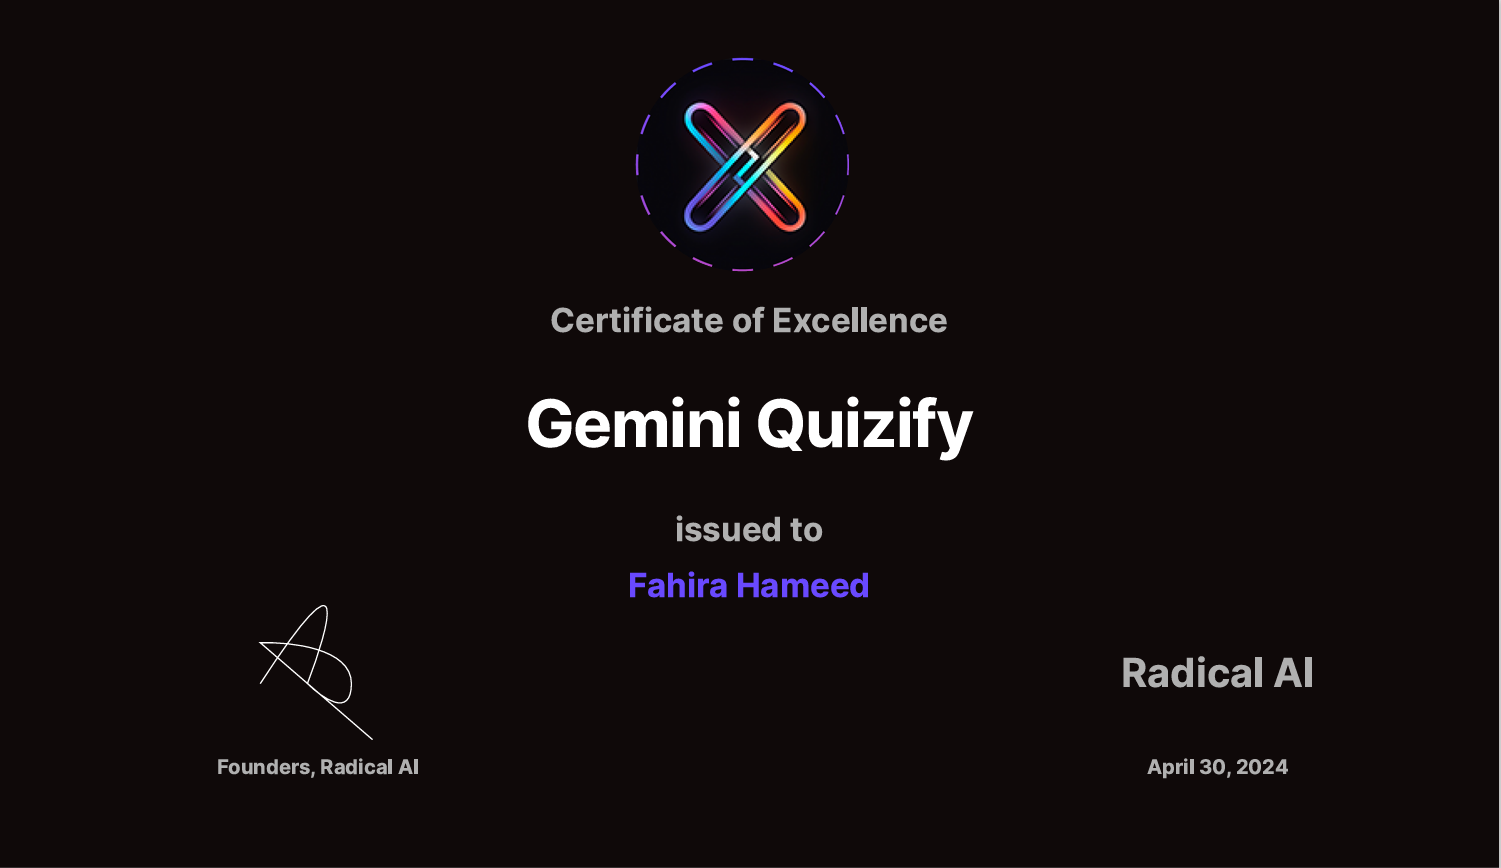 Certificate of Excellence
Gemini Quizify
issued to
Fahira Hameed
Radical AI
Founders, Radical AI
April 30, 2024